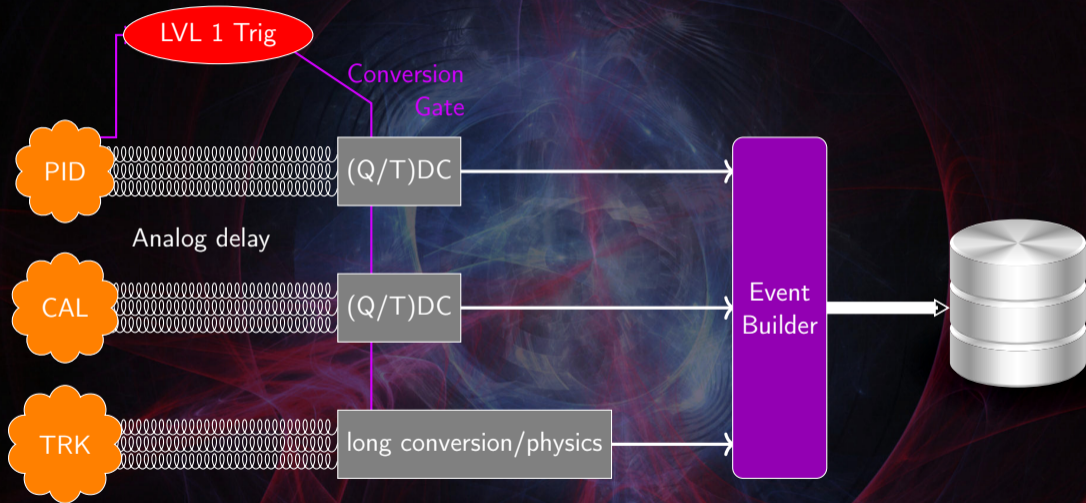 LVL 1 Trig
Conversion
Gate
PID
(Q/T)DC
Analog delay
CAL
(Q/T)DC
Event
Builder
TRK
long conversion/physics